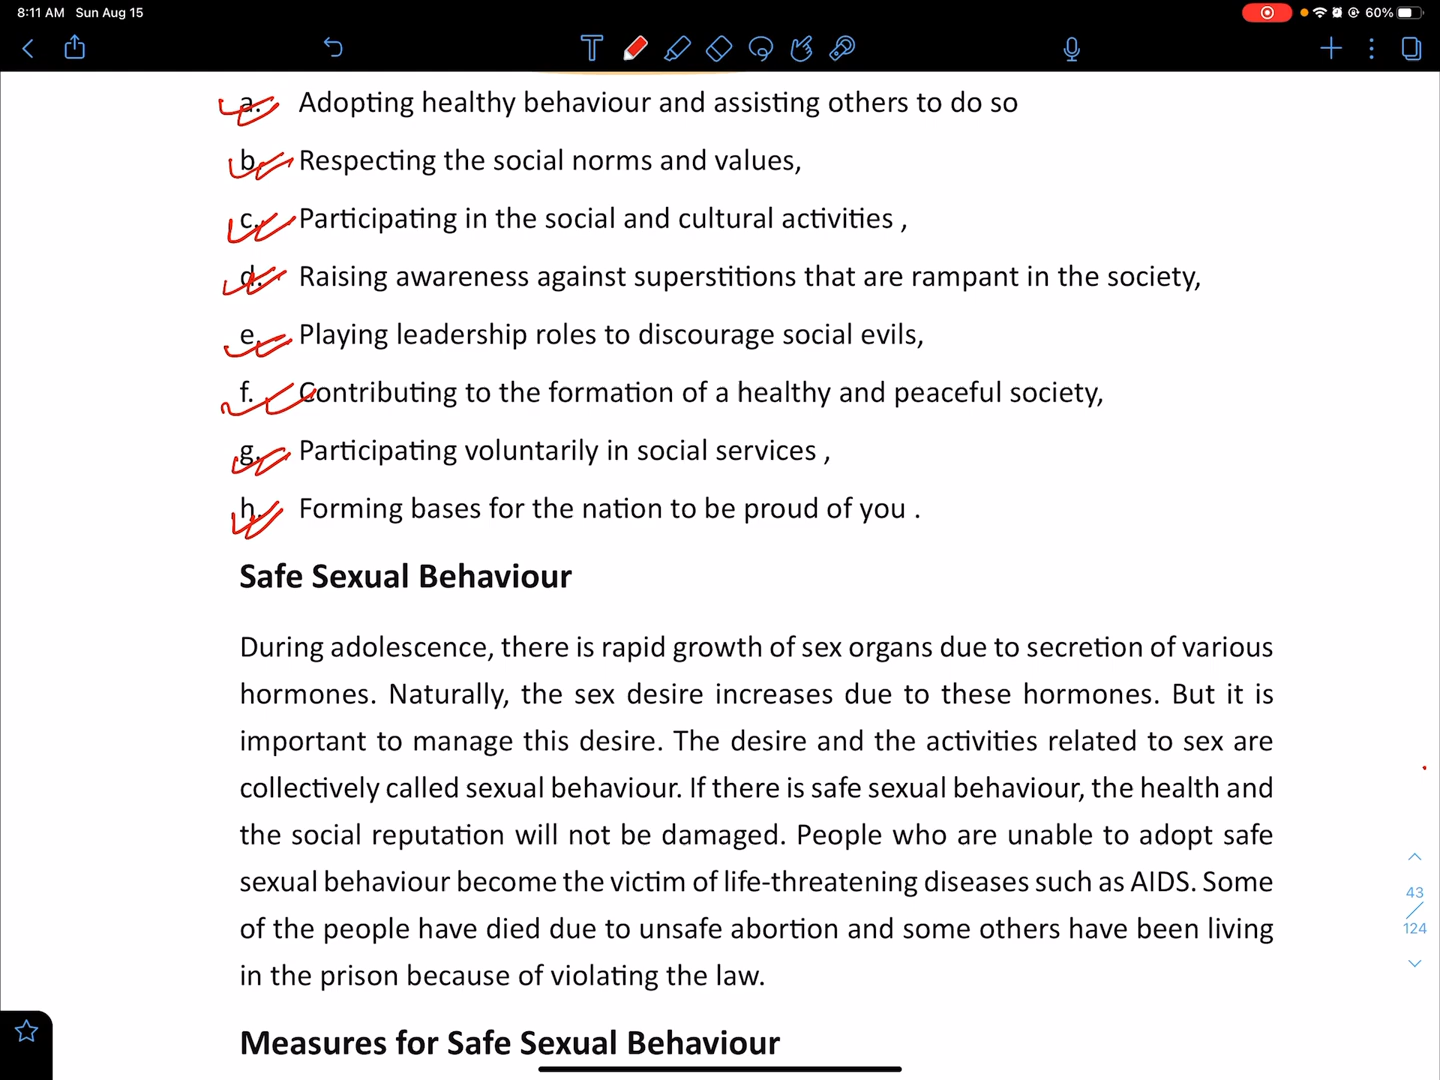 8:11 AM Sun Aug 15
60%
a. Adopting healthy behaviour and assisting others to do so
b. Respecting the social norms and values,
c. Participating in the social and cultural activities ,
d. Raising awareness against superstitions that are rampant in the society,
e. Playing leadership roles to discourage social evils,
f. Contributing to the formation of a healthy and peaceful society,
g. Participating voluntarily in social services ,
h. Forming bases for the nation to be proud of you .
Safe Sexual Behaviour
During adolescence, there is rapid growth of sex organs due to secretion of various
hormones. Naturally, the sex desire increases due to these hormones. But it is
important to manage this desire. The desire and the activities related to sex are
collectively called sexual behaviour. If there is safe sexual behaviour, the health and
the social reputation will not be damaged. People who are unable to adopt safe
sexual behaviour become the victim of life-threatening diseases such as AIDS. Some
of the people have died due to unsafe abortion and some others have been living
in the prison because of violating the law.
43
124
Measures for Safe Sexual Behaviour